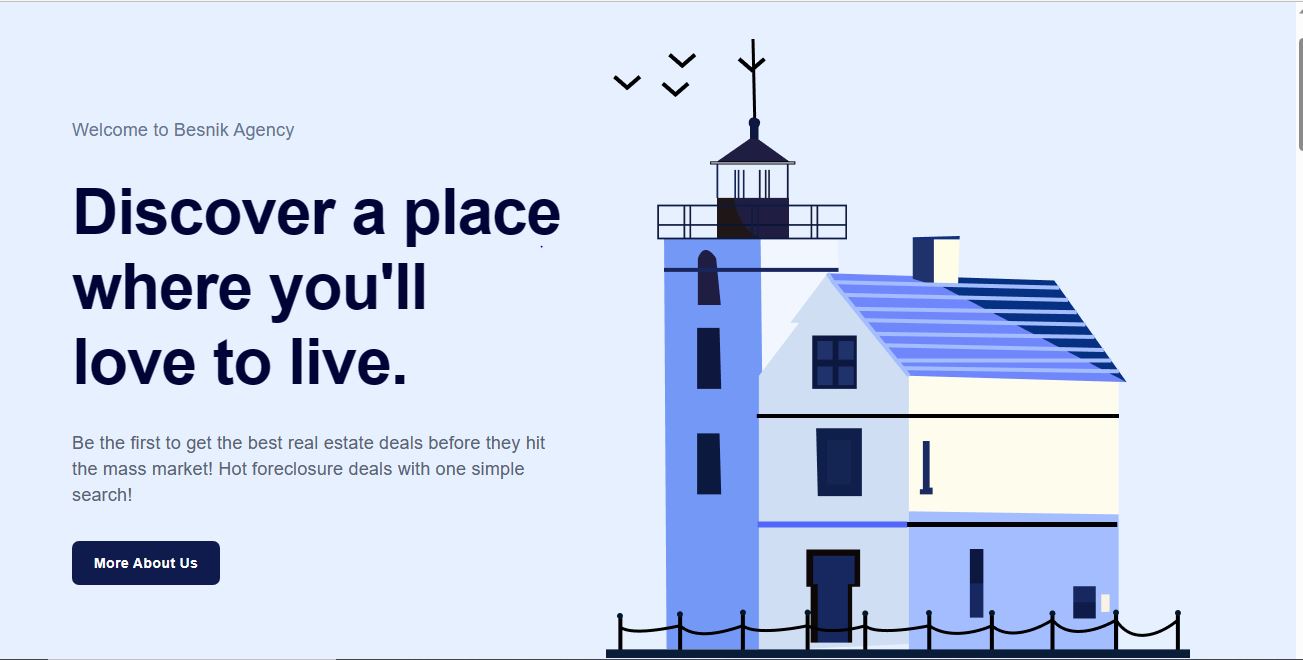 Welcome to Besnik Agency
Discover a place
where you'll
love to live.
Be the first to get the best real estate deals before they hit
the mass market! Hot foreclosure deals with one simple
search!
More About Us